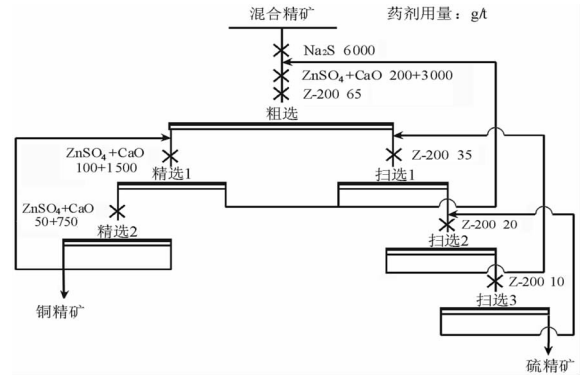 混合精矿
药剂用量：g/t
Na₂S 6000
ZnSO₄+CaO 200+3000
Z-200 65
粗选
ZnSO₄+CaO
100+1500
Z-200 35
精选1
扫选1
ZnSO₄+CaO
50+750
Z-200 20
精选2
扫选2
Z-200 10
扫选3
铜精矿
硫精矿